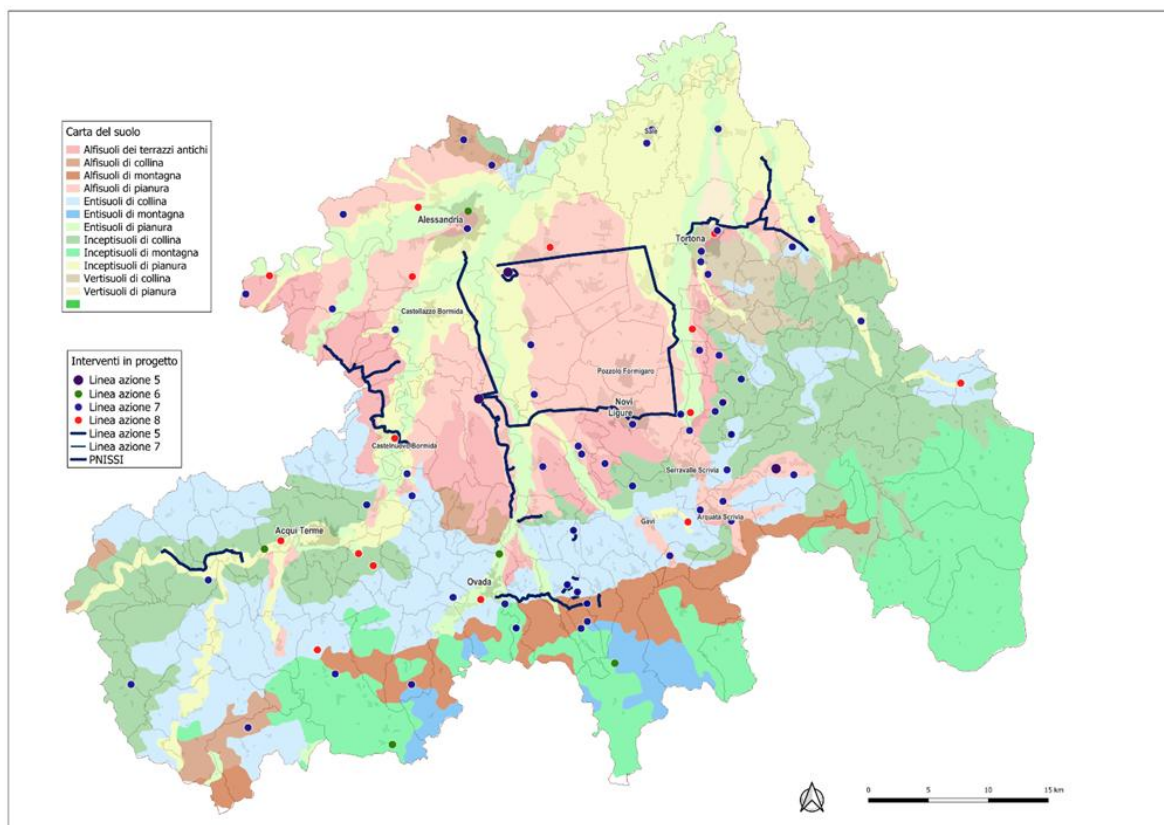 Carta del suolo
Alfisuoli dei terrazzi antichi
Alfisuoli di collina
Alfisuoli di montagna
Alfisuoli di pianura
Entisuoli di collina
Entisuoli di montagna
Entisuoli di pianura
Inceptisuoli di collina
Inceptisuoli di montagna
Inceptisuoli di pianura
Vertisuoli di collina
Vertisuoli di pianura
Interventi in progetto
Linea azione 5
Linea azione 6
Linea azione 7
Linea azione 8
Linea azione 5
Linea azione 7
PNISSI
Sale
Alessandria
Tortona
Castellazzo Bormida
Pozzolo Formigaro
Novi
Ligure
Castelnuovo Bormida
Serravalle Scrivia
Gavi
Arquata Scrivia
Acqui Terme
Ovada
0 5 10 15 km